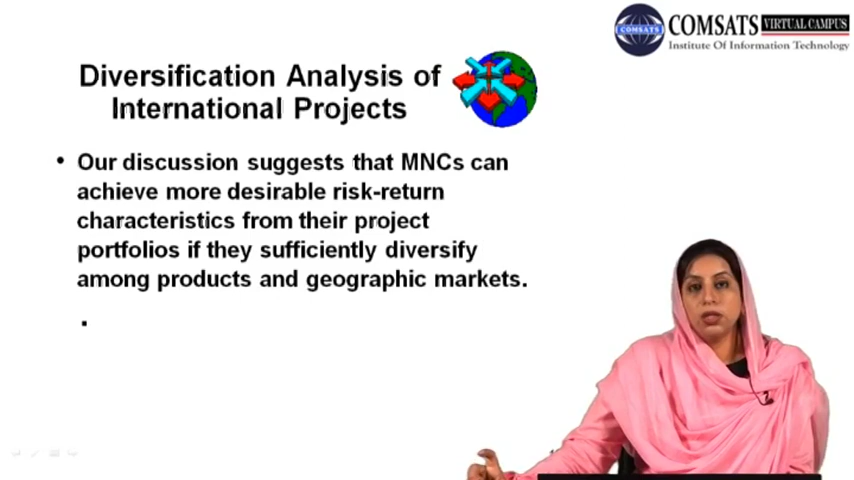 COMSATS VIRTUAL CAMPUS
COMSATS
Institute Of Information Technology
Diversification Analysis of
International Projects
• Our discussion suggests that MNCs can
achieve more desirable risk-return
characteristics from their project
portfolios if they sufficiently diversify
among products and geographic markets.
.